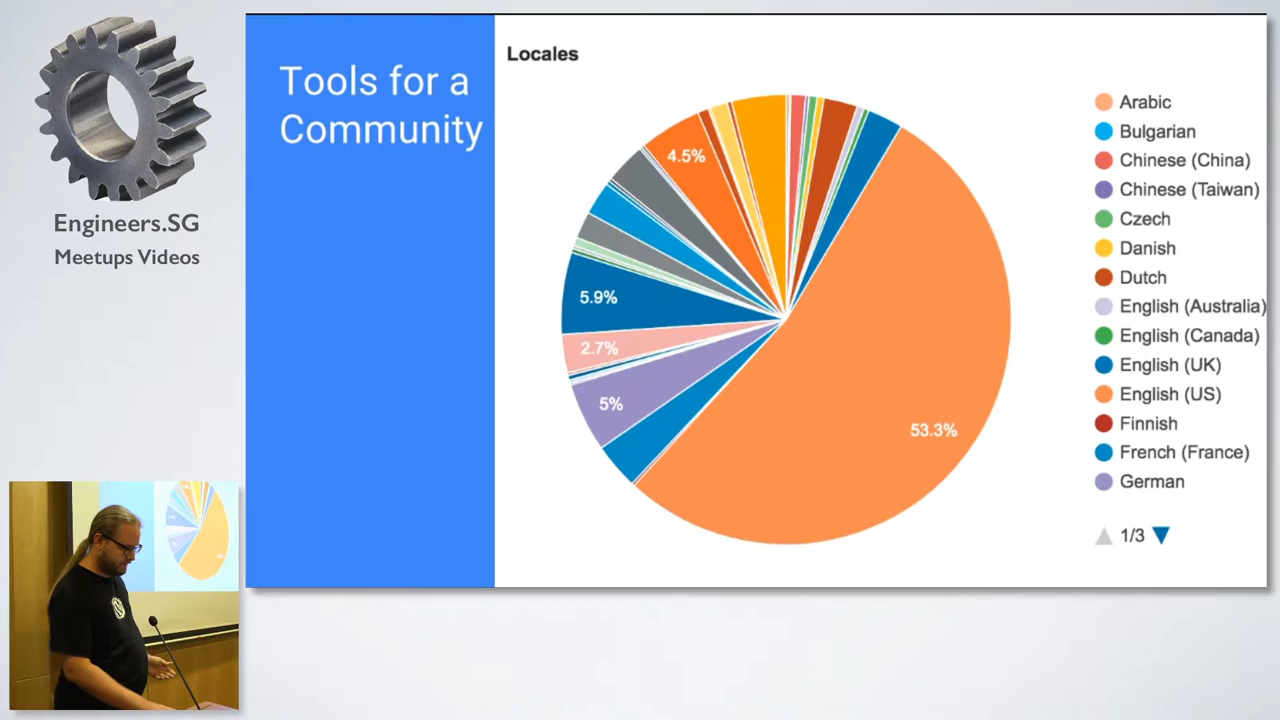 Engineers.SG
Meetups Videos
Tools for a
Community
Locales
4.5%
5.9%
2.7%
5%
53.3%
Arabic
Bulgarian
Chinese (China)
Chinese (Taiwan)
Czech
Danish
Dutch
English (Australia)
English (Canada)
English (UK)
English (US)
Finnish
French (France)
German
1/3